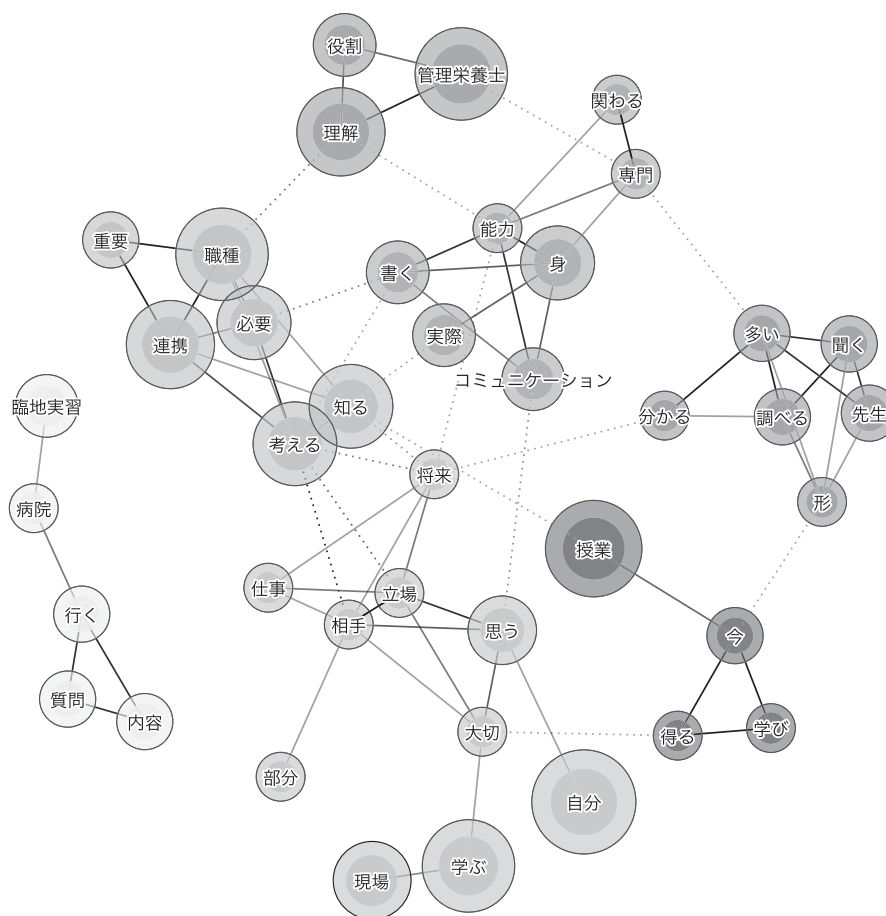 役割
管理栄養士
関わる
理解
専門
能力
重要
職種
身
書く
必要
多い
実際
連携
聞く
コミュニケーション
臨地実習
知る
分かる
調べる
先生
考える
将来
形
病院
授業
仕事
立場
行く
相手
思う
今
質問
内容
大切
得る
学び
部分
自分
学ぶ
現場